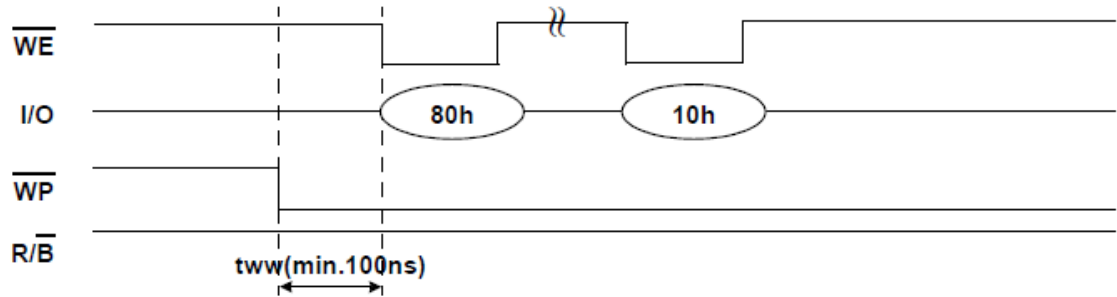 WE
I/O
80h
10h
WP
R/B
tww(min.100ns)